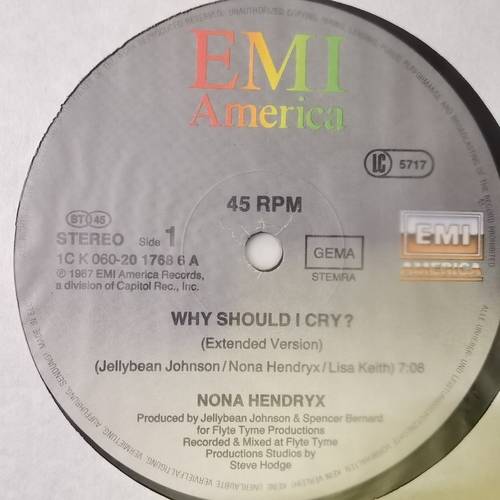 EMI
America
LC 5717
45 RPM
ST 45
STEREO Side 1
1C K 060-20 1768 6 A
℗ 1987 EMI America Records,
a division of Capitol Rec., Inc.
GEMA
STEMRA
EMI
AMERICA
WHY SHOULD I CRY?
(Extended Version)
(Jellybean Johnson/Nona Hendryx/Lisa Keith) 7:08
NONA HENDRYX
Produced by Jellybean Johnson & Spencer Bernard
for Flyte Tyme Productions
Recorded & Mixed at Flyte Tyme
Productions Studios by
Steve Hodge